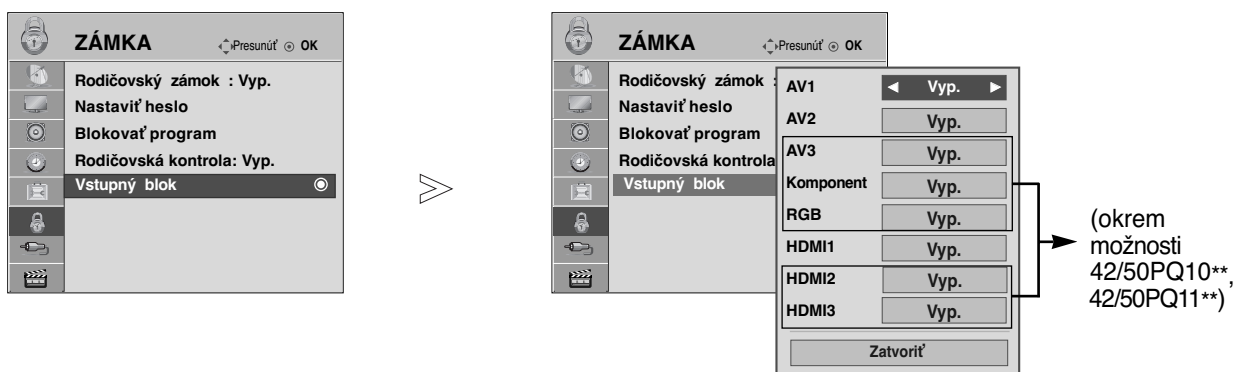 ZÁMKA
Presunúť OK
Rodičovský zámok : Vyp.
Nastaviť heslo
Blokovať program
Rodičovská kontrola: Vyp.
Vstupný blok
ZÁMKA
Presunúť OK
Rodičovský zámok :
Nastaviť heslo
Blokovať program
Rodičovská kontrola
Vstupný blok
AV1 ◀ Vyp. ▶
AV2 Vyp.
AV3 Vyp.
Komponent Vyp.
RGB Vyp.
HDMI1 Vyp.
HDMI2 Vyp.
HDMI3 Vyp.
Zatvoriť
(okrem
možnosti
42/50PQ10**,
42/50PQ11**)